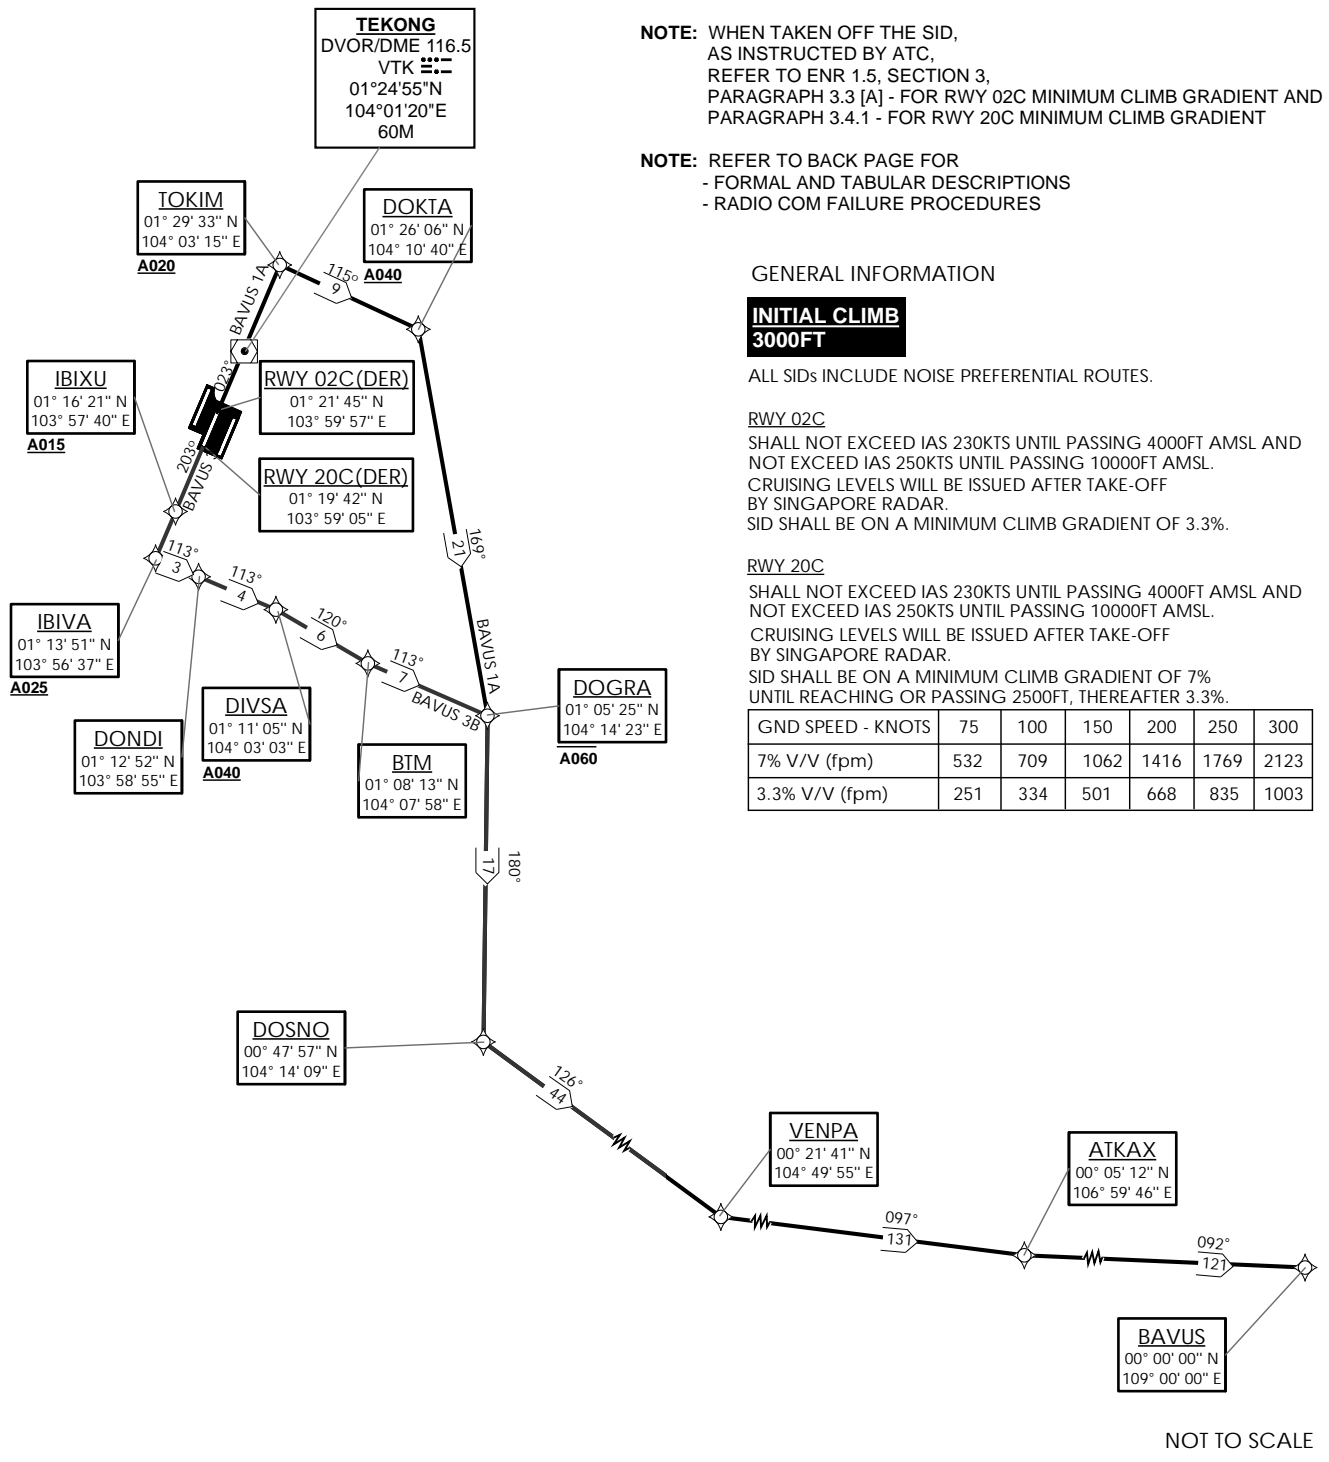 TEKONG
DVOR/DME 116.5
VTK
01°24'55"N
104°01'20"E
60M
NOTE: WHEN TAKEN OFF THE SID,
AS INSTRUCTED BY ATC,
REFER TO ENR 1.5, SECTION 3,
PARAGRAPH 3.3 [A] - FOR RWY 02C MINIMUM CLIMB GRADIENT AND
PARAGRAPH 3.4.1 - FOR RWY 20C MINIMUM CLIMB GRADIENT
NOTE: REFER TO BACK PAGE FOR
- FORMAL AND TABULAR DESCRIPTIONS
- RADIO COM FAILURE PROCEDURES
TOKIM
01° 29' 33'' N
104° 03' 15'' E
A020
DOKTA
01° 26' 06'' N
104° 10' 40'' E
A040
115°
9
BAVUS 1A
023°
IBIXU
01° 16' 21'' N
103° 57' 40'' E
A015
RWY 02C(DER)
01° 21' 45'' N
103° 59' 57'' E
RWY 20C(DER)
01° 19' 42'' N
103° 59' 05'' E
203°
BAVUS
113°
3
113°
4
120°
6
113°
7
BAVUS 3B
169°
21
BAVUS 1A
IBIVA
01° 13' 51'' N
103° 56' 37'' E
A025
DONDI
01° 12' 52'' N
103° 58' 55'' E
DIVSA
01° 11' 05'' N
104° 03' 03'' E
A040
BTM
01° 08' 13'' N
104° 07' 58'' E
DOGRA
01° 05' 25'' N
104° 14' 23'' E
A060
GENERAL INFORMATION
INITIAL CLIMB
3000FT
ALL SIDs INCLUDE NOISE PREFERENTIAL ROUTES.
RWY 02C
SHALL NOT EXCEED IAS 230KTS UNTIL PASSING 4000FT AMSL AND
NOT EXCEED IAS 250KTS UNTIL PASSING 10000FT AMSL.
CRUISING LEVELS WILL BE ISSUED AFTER TAKE-OFF
BY SINGAPORE RADAR.
SID SHALL BE ON A MINIMUM CLIMB GRADIENT OF 3.3%.
RWY 20C
SHALL NOT EXCEED IAS 230KTS UNTIL PASSING 4000FT AMSL AND
NOT EXCEED IAS 250KTS UNTIL PASSING 10000FT AMSL.
CRUISING LEVELS WILL BE ISSUED AFTER TAKE-OFF
BY SINGAPORE RADAR.
SID SHALL BE ON A MINIMUM CLIMB GRADIENT OF 7%
UNTIL REACHING OR PASSING 2500FT, THEREAFTER 3.3%.
GND SPEED - KNOTS 75 100 150 200 250 300
7% V/V (fpm) 532 709 1062 1416 1769 2123
3.3% V/V (fpm) 251 334 501 668 835 1003
17
180°
DOSNO
00° 47' 57'' N
104° 14' 09'' E
126°
44
VENPA
00° 21' 41'' N
104° 49' 55'' E
097°
131
ATKAX
00° 05' 12'' N
106° 59' 46'' E
092°
121
BAVUS
00° 00' 00'' N
109° 00' 00'' E
NOT TO SCALE